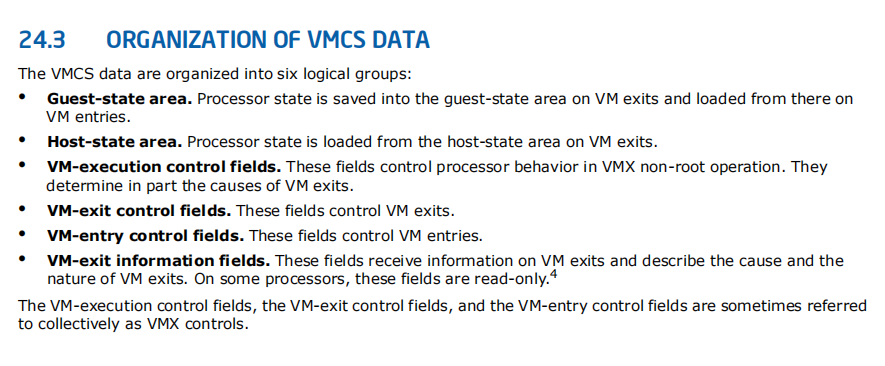 24.3 ORGANIZATION OF VMCS DATA
The VMCS data are organized into six logical groups:
• Guest-state area. Processor state is saved into the guest-state area on VM exits and loaded from there on
VM entries.
• Host-state area. Processor state is loaded from the host-state area on VM exits.
• VM-execution control fields. These fields control processor behavior in VMX non-root operation. They
determine in part the causes of VM exits.
• VM-exit control fields. These fields control VM exits.
• VM-entry control fields. These fields control VM entries.
• VM-exit information fields. These fields receive information on VM exits and describe the cause and the
nature of VM exits. On some processors, these fields are read-only.4
The VM-execution control fields, the VM-exit control fields, and the VM-entry control fields are sometimes referred
to collectively as VMX controls.